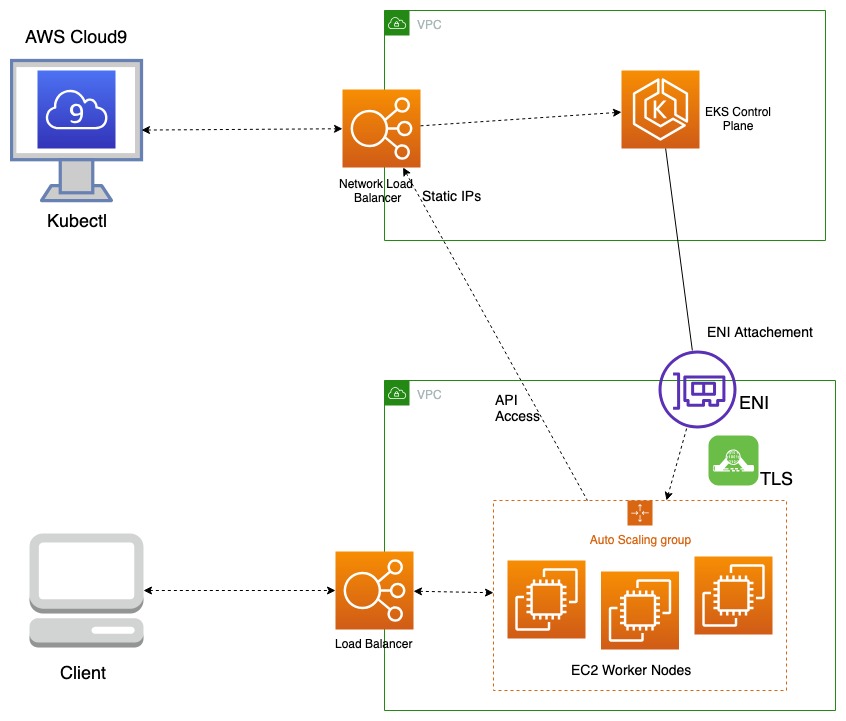 AWS Cloud9
VPC
9
K
EKS Control
Plane
Network Load
Balancer
Static IPs
Kubectl
ENI Attachement
VPC
API
Access
ENI
TLS
Auto Scaling group
Load Balancer
EC2 Worker Nodes
Client